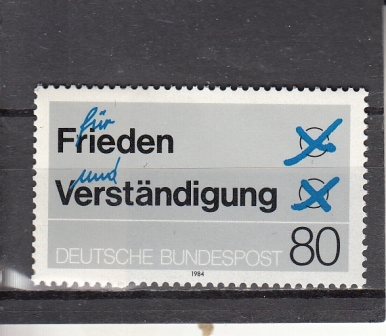 für
Frieden
und
Verständigung
DEUTSCHE BUNDESPOST 80
1984